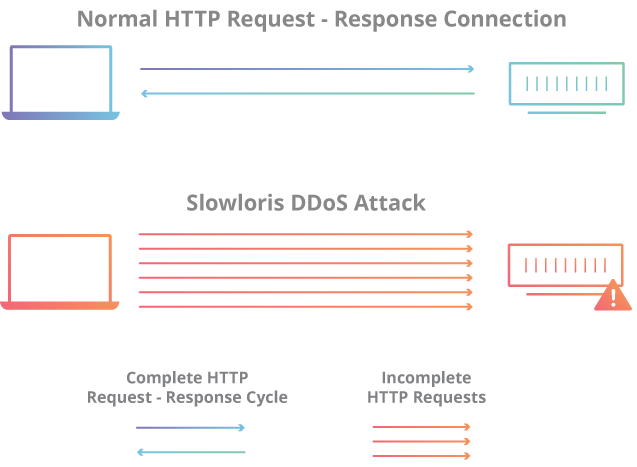 Normal HTTP Request - Response Connection
Slowloris DDoS Attack
Complete HTTP
Request - Response Cycle
Incomplete
HTTP Requests